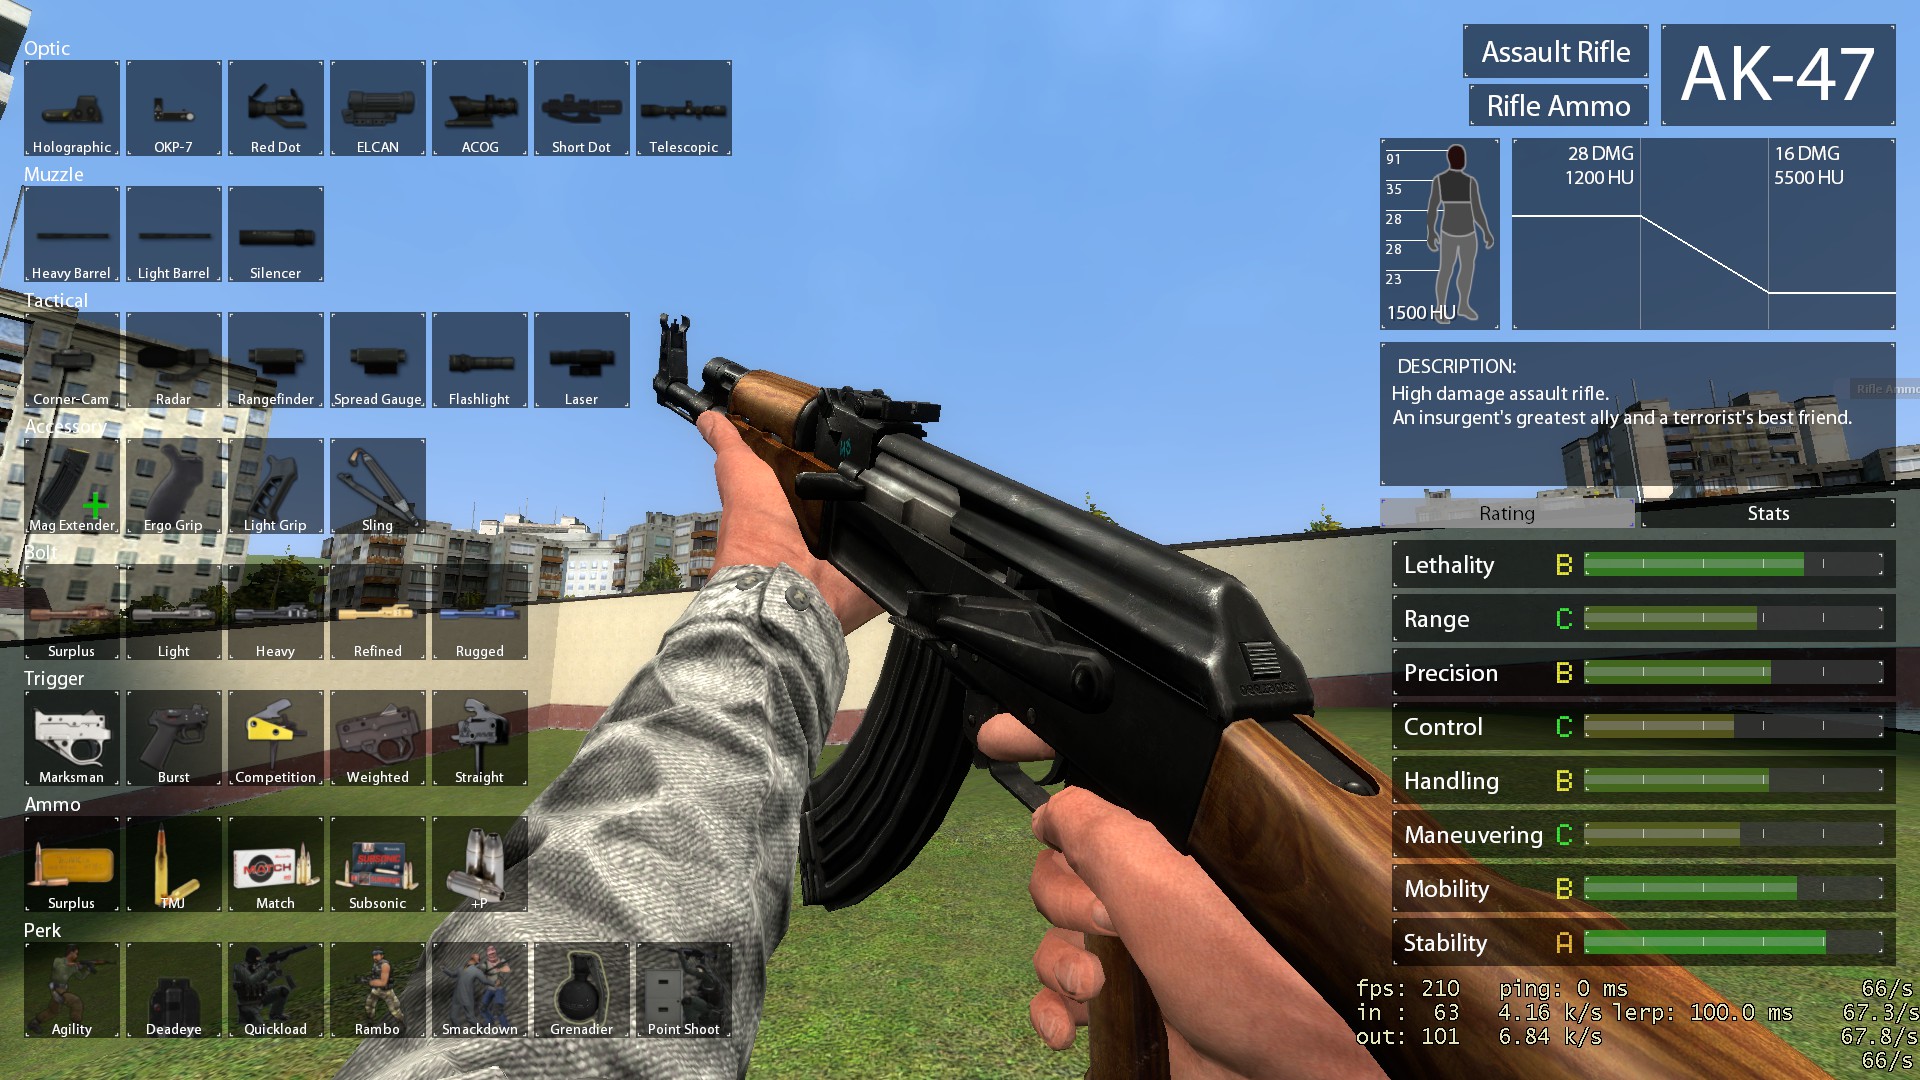 Optic
Holographic
OKP-7
Red Dot
ELCAN
ACOG
Short Dot
Telescopic
Muzzle
Heavy Barrel
Light Barrel
Silencer
Tactical
Corner-Cam
Radar
Rangefinder
Spread Gauge
Flashlight
Laser
Accessory
Mag Extender
Ergo Grip
Light Grip
Sling
Bolt
Surplus
Light
Heavy
Refined
Rugged
Trigger
Marksman
Burst
Competition
Weighted
Straight
Ammo
Surplus
TMJ
Match
Subsonic
+P
MATCH
SUBSONIC
Perk
Agility
Deadeye
Quickload
Rambo
Smackdown
Grenadier
Point Shoot
Assault Rifle
Rifle Ammo
AK-47
91
35
28
28
23
1500 HU
28 DMG
1200 HU
16 DMG
5500 HU
DESCRIPTION:
High damage assault rifle.
An insurgent's greatest ally and a terrorist's best friend.
Rifle Ammo
Rating
Stats
Lethality B
Range C
Precision B
Control C
Handling B
Maneuvering C
Mobility B
Stability A
fps: 210 ping: 0 ms 66/s
in : 63 4.16 k/s lerp: 100.0 ms 67.3/s
out: 101 6.84 k/s 67.8/s
66/s